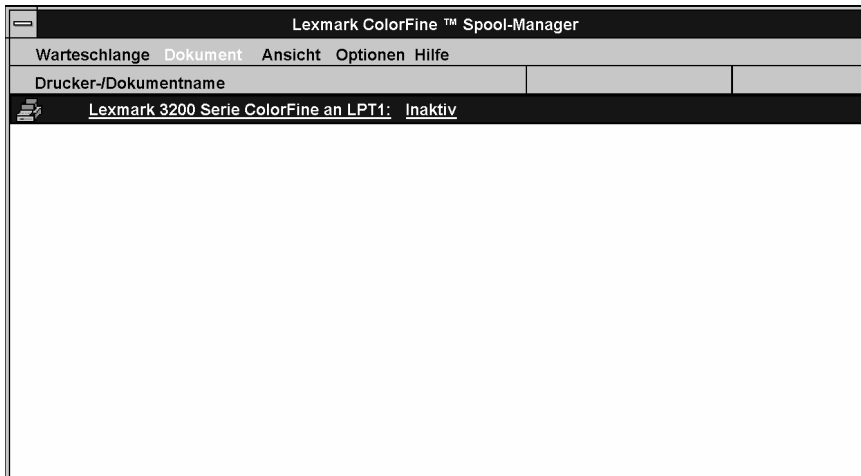 Lexmark ColorFine ™ Spool-Manager
Warteschlange Dokument Ansicht Optionen Hilfe
Drucker-/Dokumentname
Lexmark 3200 Serie ColorFine an LPT1: Inaktiv